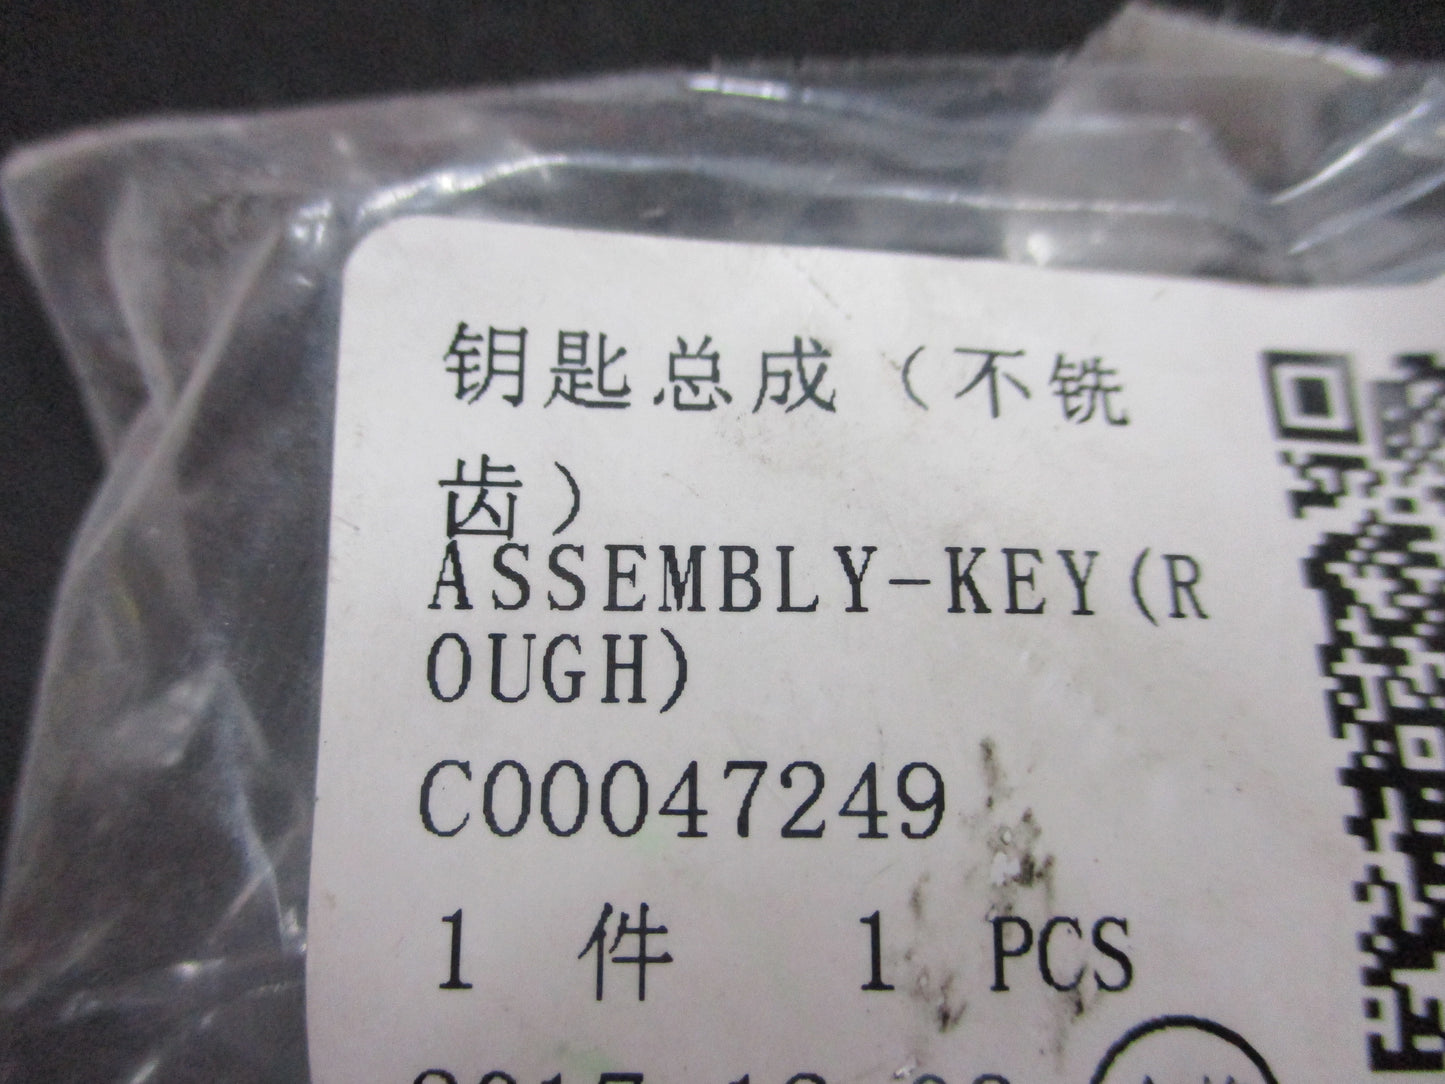 钥匙总成（不铣
齿）
ASSEMBLY-KEY(R
OUGH)
C00047249
1 件 1 PCS